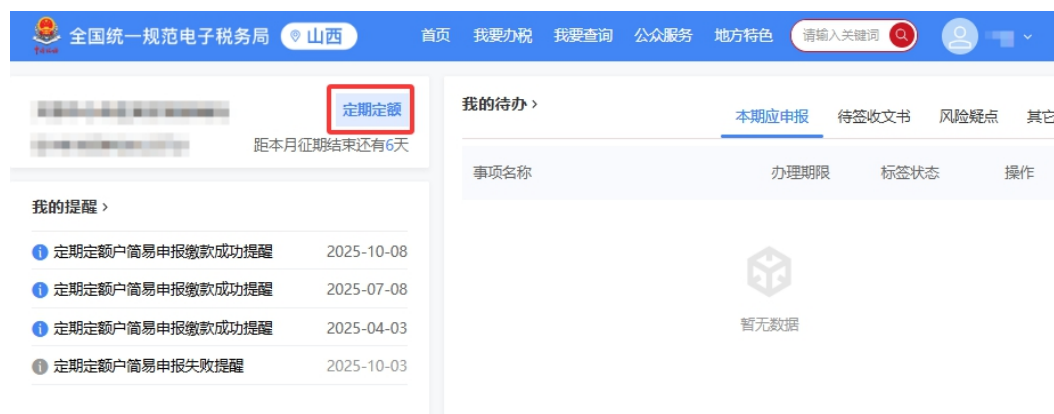 全国统一规范电子税务局 山西 首页 我要办税 我要查询 公众服务 地方特色 请输入关键词
定期定额
距本月征期结束还有6天
我的提醒 >
定期定额户简易申报缴款成功提醒 2025-10-08
定期定额户简易申报缴款成功提醒 2025-07-08
定期定额户简易申报缴款成功提醒 2025-04-03
定期定额户简易申报失败提醒 2025-10-03
我的待办 > 本期应申报 待签收文书 风险疑点 其它
事项名称 办理期限 标签状态 操作
暂无数据